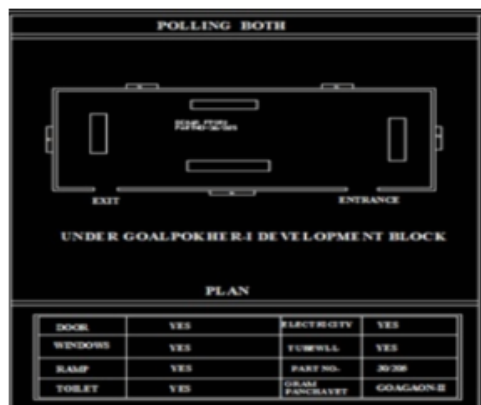 POLLING BOTH
EXIT
ENTRANCE
UNDER GOALPOKHER-I DEVELOPMENT BLOCK
PLAN
DOOR YES ELECTRICITY YES
WINDOWS YES TUBEWLL YES
RAMP YES PART NO.
TOILET YES GRAM PANCHAYET GOAGAON-II